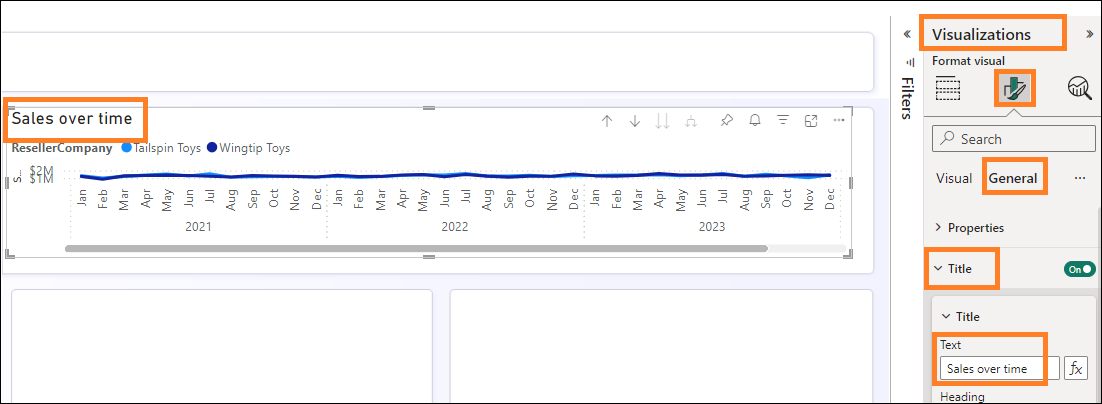 Sales over time
ResellerCompany Tailspin Toys Wingtip Toys
S...
$2M
$1M
Jan Feb Mar Apr May Jun Jul Aug Sep Oct Nov Dec Jan Feb Mar Apr May Jun Jul Aug Sep Oct Nov Dec Jan Feb Mar Apr May Jun Jul Aug Sep Oct Nov Dec
2021 2022 2023
Filters
Visualizations
Format visual
Search
Visual General
Properties
Title On
Title
Text
Sales over time fx
Heading